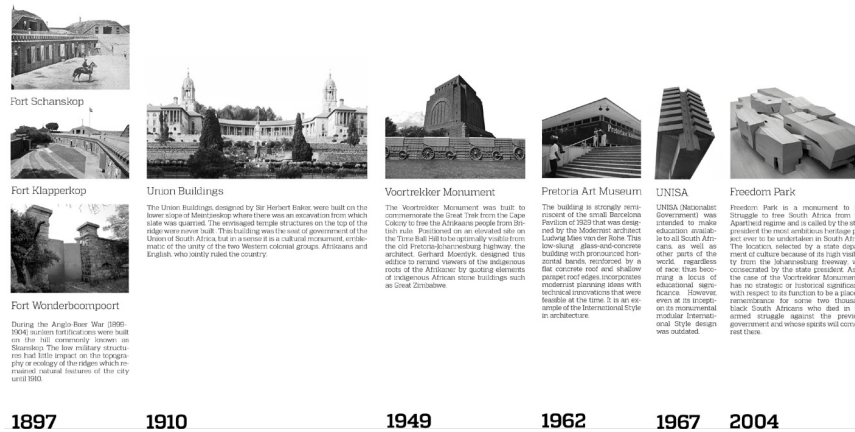 Fort Schanskop
Fort Klapperkop
Fort Wonderboompoort
During the Anglo-Boer War (1899-
1904) sunken fortifications were built
on the hill commonly known as
Skanskop. The low military structu-
res had little impact on the topogra-
phy or ecology of the ridges which re-
mained natural features of the city
until 1910.
1897
Union Buildings
The Union Buildings, designed by Sir Herbert Baker, were built on the
lower slope of Meintjieskop where there was an excavation from which
slate was quarried. The envisaged temple structures on the top of the
ridge were never built. This building was the seat of government of the
Union of South Africa, but in a sense it is a cultural monument, emble-
matic of the unity of the two Western colonial groups, Afrikaans and
English, who jointly ruled the country.
1910
Voortrekker Monument
The Voortrekker Monument was built to
commemorate the Great Trek from the Cape
Colony to free the Afrikaans people from Bri-
tish rule. Positioned on an elevated site on
the Time Ball Hill to be optimally visible from
the old Pretoria-Johannesburg highway, the
architect, Gerhard Moerdyk, designed this
edifice to remind viewers of the indigenous
roots of the Afrikaner by quoting elements
of indigenous African stone buildings such
as Great Zimbabwe.
1949
Pretoria Art Museum
The building is strongly remi-
niscent of the small Barcelona
Pavilion of 1929 that was desig-
ned by the Modernist architect
Ludwig Mies van der Rohe. This
low-slung glass-and-concrete
building with pronounced hori-
zontal bands, reinforced by a
flat concrete roof and shallow
parapet roof edges, incorporates
modernist planning ideas with
technical innovations that were
feasible at the time. It is an ex-
ample of the International Style
in architecture.
1962
UNISA
UNISA (Nationalist
Government) was
intended to make
education availab-
le to all South Afri-
cans, as well as
other parts of the
world, regardless
of race; thus beco-
ming a locus of
educational signi-
ficance. However,
even at its incepti-
on its monumental
modular Internati-
onal Style design
was outdated.
1967
Freedom Park
Freedom Park is a monument to
Struggle to free South Africa from
Apartheid regime and is called by the
president the most ambitious heritage
ject ever to be undertaken in South
The location, selected by a state
ment of culture because of its high
ty from the Johannesburg freeway,
consecrated by the state president. As
the case of the Voortrekker
has no strategic or historical
with respect to its function to be a
remembrance for some two
black South Africans who died in
armed struggle against the
government and whose spirits will
rest there.
2004